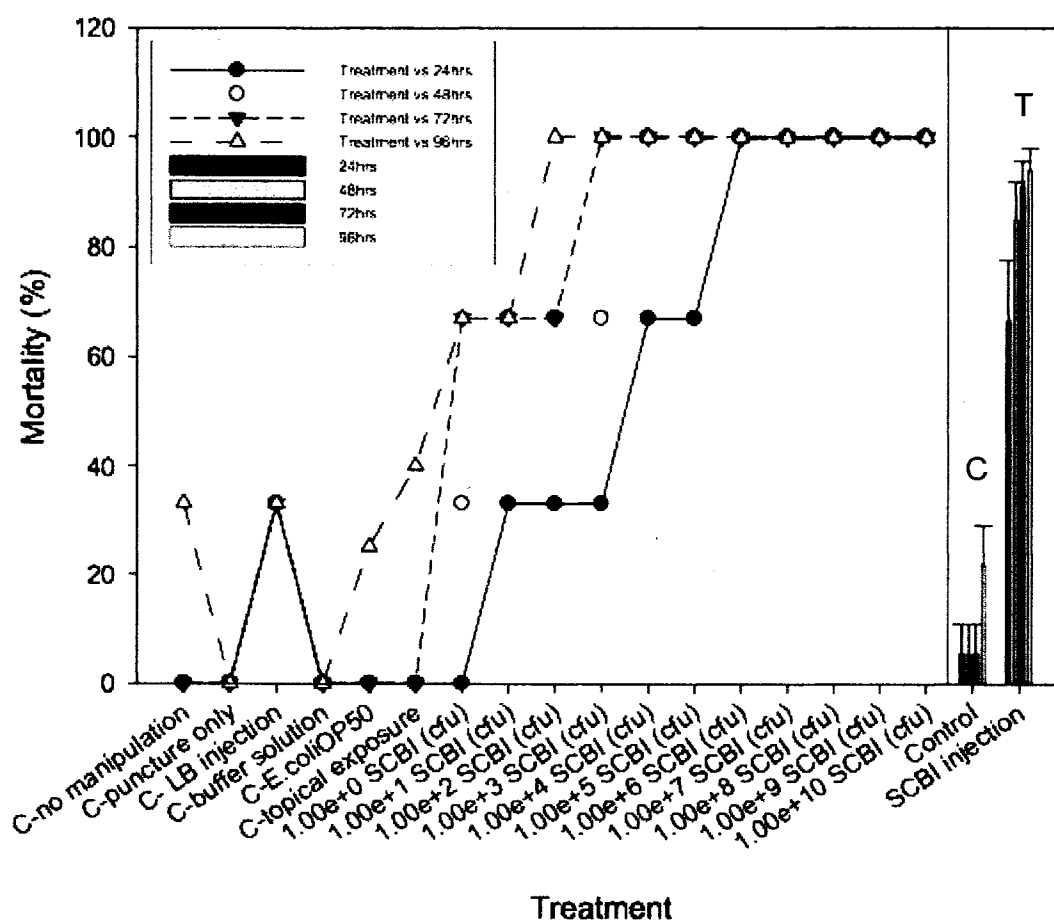 120
100
80
60
40
20
0
Mortality (%)
Treatment vs 24hrs
Treatment vs 48hrs
Treatment vs 72hrs
Treatment vs 96hrs
24hrs
48hrs
72hrs
96hrs
T
C
C-no manipulation
C-puncture only
C- LB injection
C-buffer solution
C-E.coliOP50
C-topical exposure
1.00e+0 SCBI (cfu)
1.00e+1 SCBI (cfu)
1.00e+2 SCBI (cfu)
1.00e+3 SCBI (cfu)
1.00e+4 SCBI (cfu)
1.00e+5 SCBI (cfu)
1.00e+6 SCBI (cfu)
1.00e+7 SCBI (cfu)
1.00e+8 SCBI (cfu)
1.00e+9 SCBI (cfu)
1.00e+10 SCBI (cfu)
Control
SCBI injection
Treatment